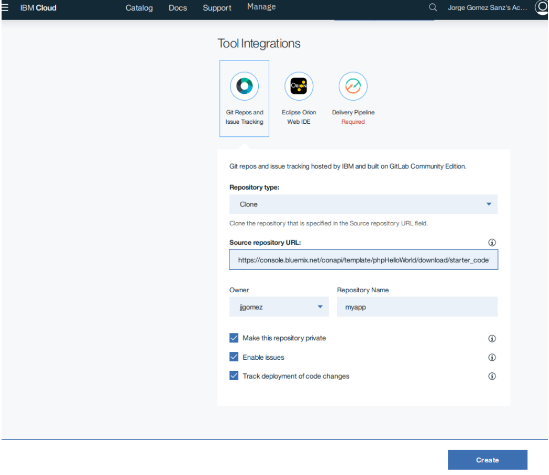 IBM Cloud Catalog Docs Support Manage Jorge Gomez Sanz's Ac...
Tool Integrations
Git Repos and
Issue Tracking
Eclipse Orion
Web IDE
Delivery Pipeline
Required
Git repos and issue tracking hosted by IBM and built on GitLab Community Edition.
Repository type:
Clone
Clone the repository that is specified in the Source repository URL field.
Source repository URL:
https://console.bluemix.net/conapi/template/phpHelloWorld/download/starter_code
Owner Repository Name
jjgomez myapp
Make this repository private
Enable issues
Track deployment of code changes
Create